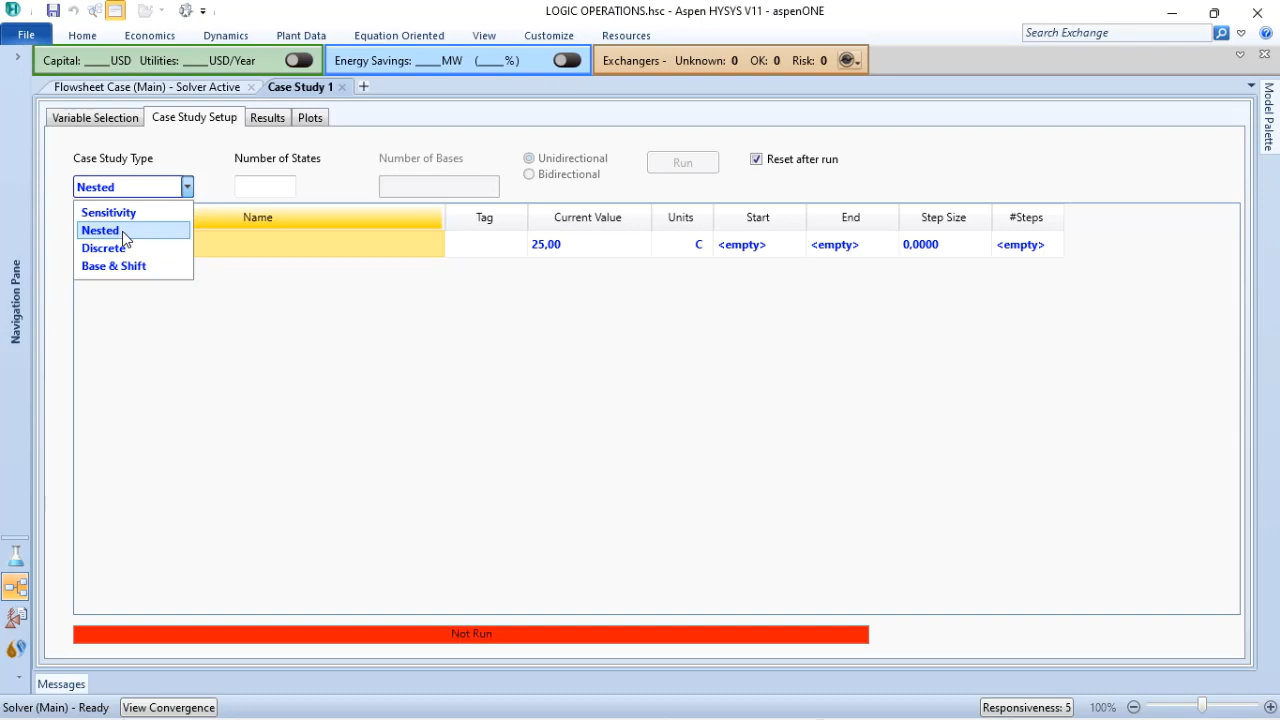 LOGIC OPERATIONS.hsc - Aspen HYSYS V11 - aspenONE
File Home Economics Dynamics Plant Data Equation Oriented View Customize Resources Search Exchange
Capital: ____USD Utilities: ____USD/Year Energy Savings: ____MW (____%) Exchangers - Unknown: 0 OK: 0 Risk: 0
Flowsheet Case (Main) - Solver Active Case Study 1
Variable Selection Case Study Setup Results Plots
Case Study Type Number of States Number of Bases Unidirectional Run Reset after run
Bidirectional
Nested
Sensitivity
Nested
Discrete
Base & Shift
Name Tag Current Value Units Start End Step Size #Steps
25,00 C <empty> <empty> 0,0000 <empty>
Not Run
Navigation Pane
Model Palette
Messages
Solver (Main) - Ready View Convergence Responsiveness: 5 100%